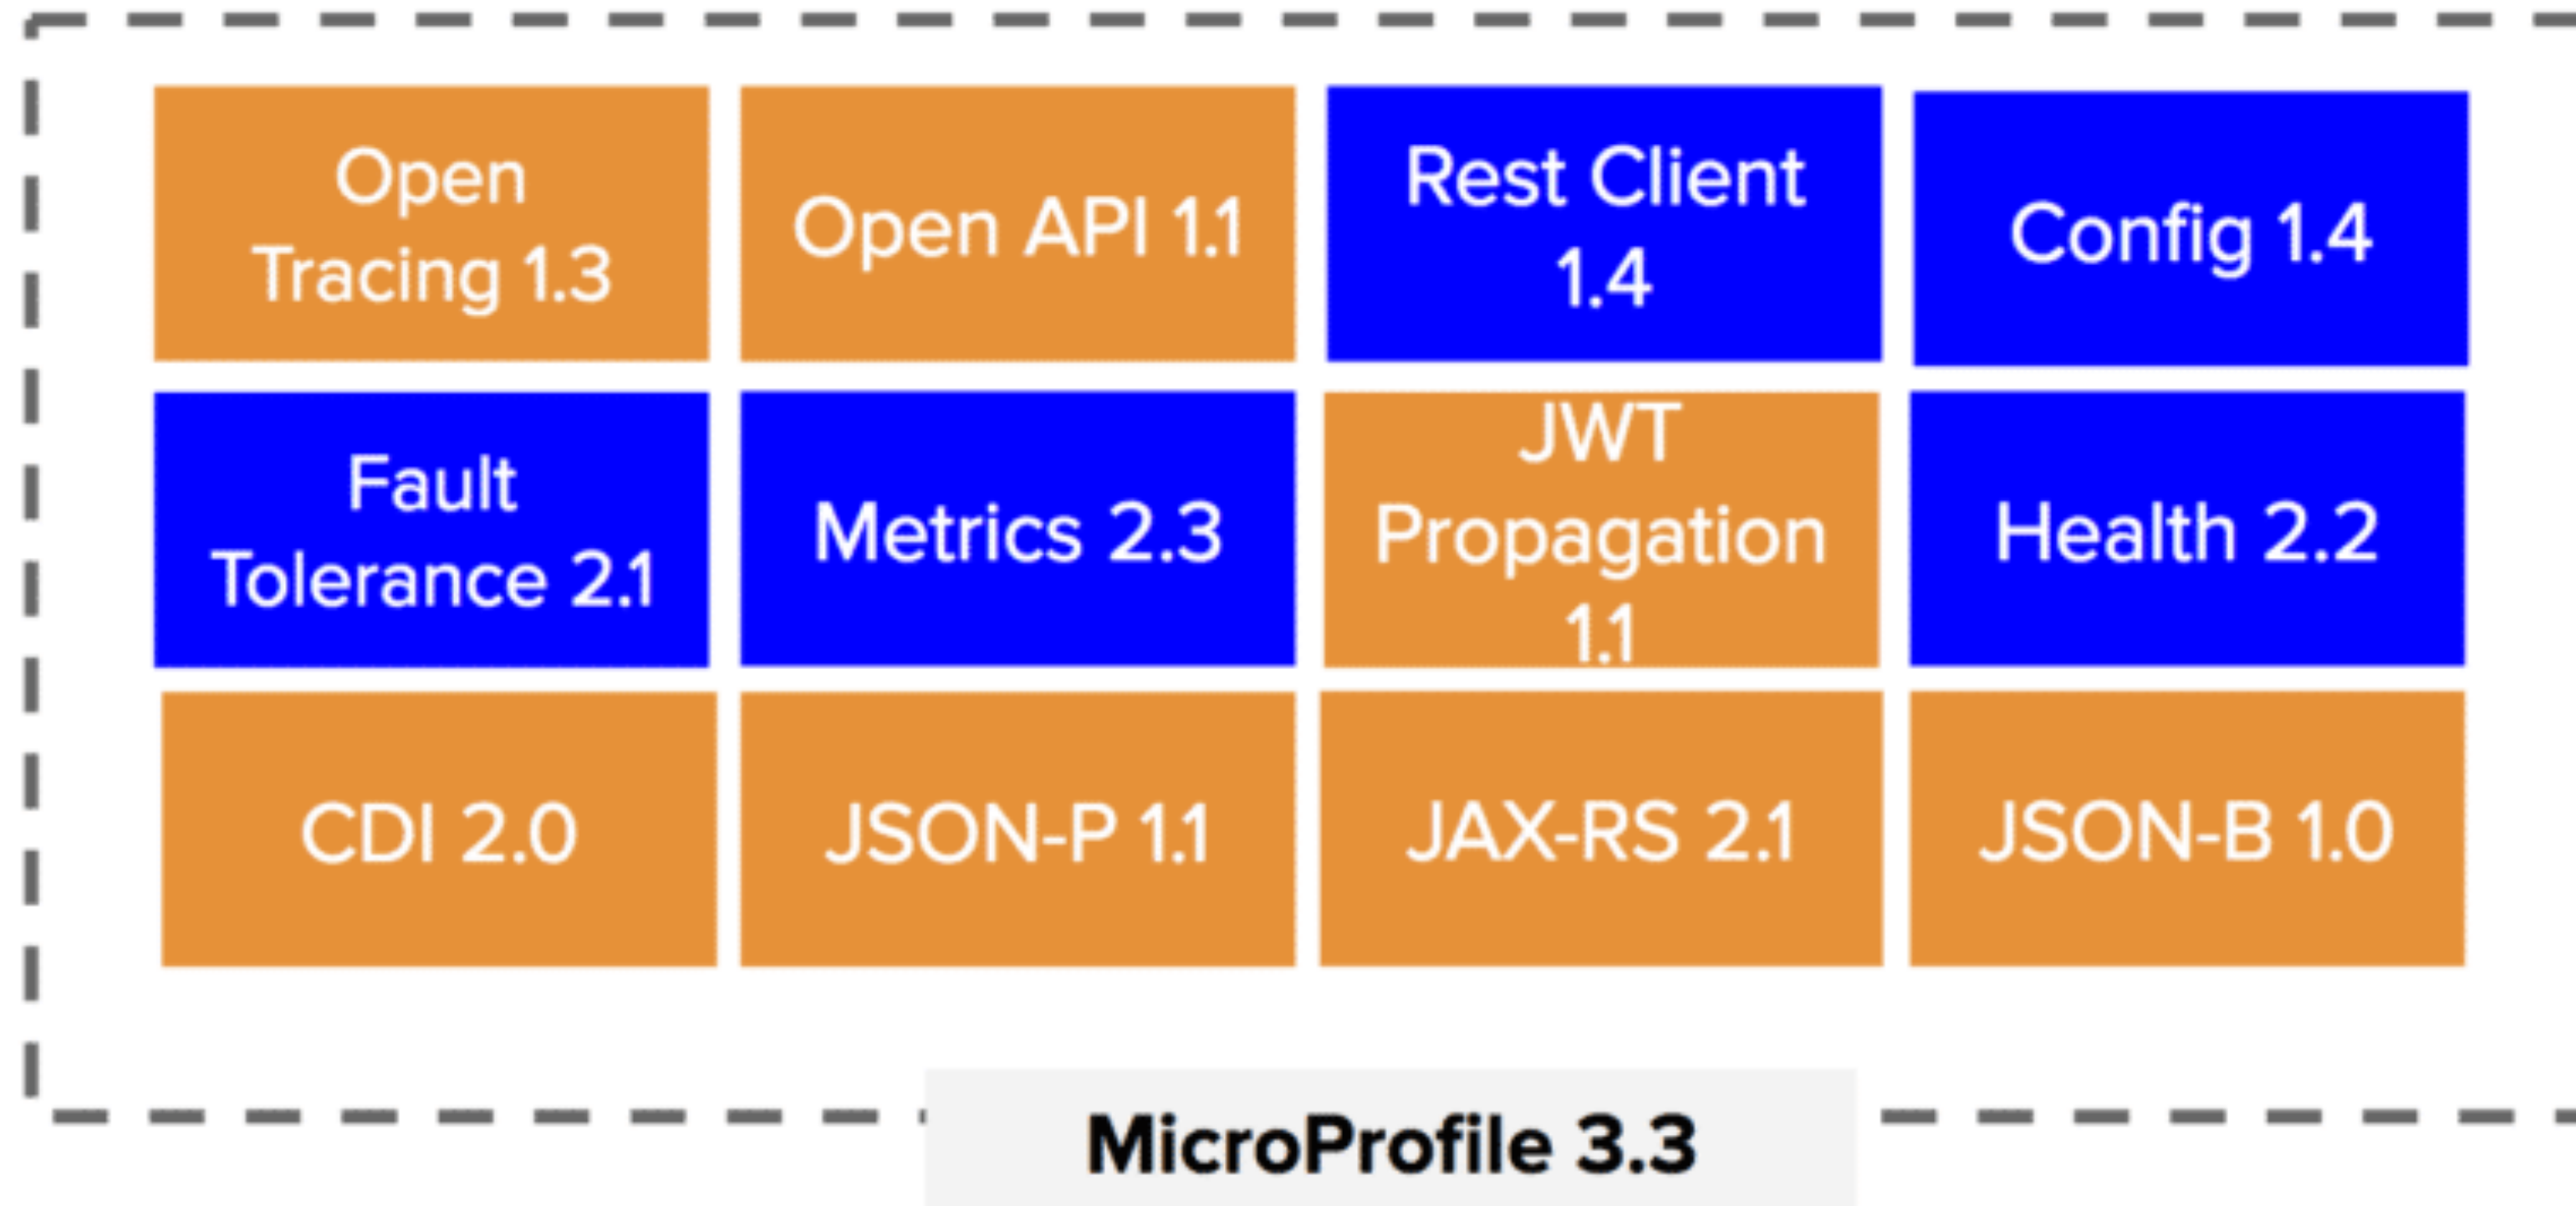 Open
Tracing 1.3
Open API 1.1
Rest Client
1.4
Config 1.4
Fault
Tolerance 2.1
Metrics 2.3
JWT
Propagation
1.1
Health 2.2
CDI 2.0
JSON-P 1.1
JAX-RS 2.1
JSON-B 1.0
MicroProfile 3.3